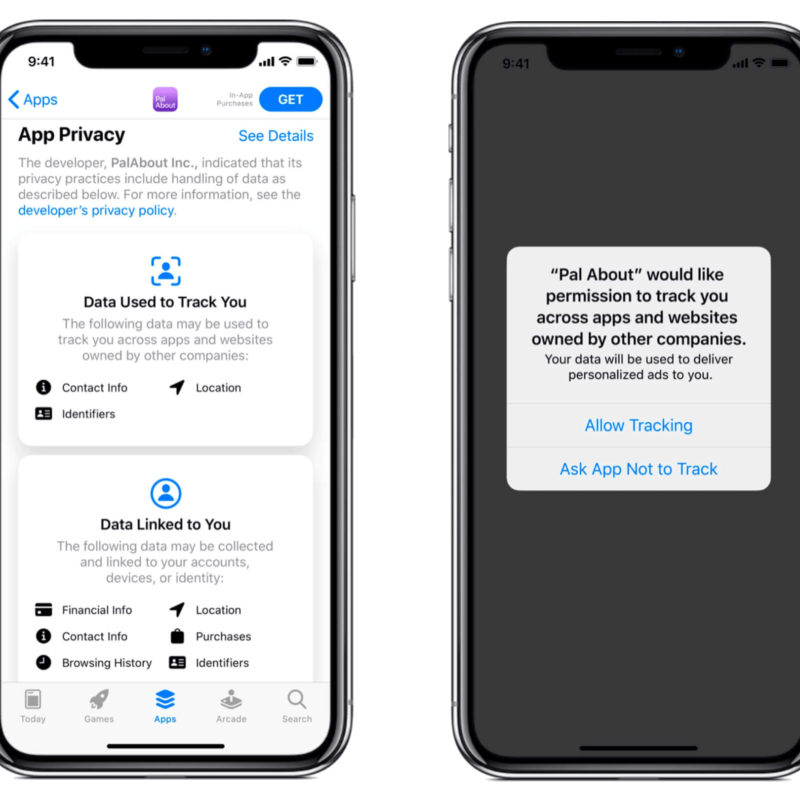 9:41
Apps
Pal
About
In-App
Purchases
GET
App Privacy
See Details
The developer, PalAbout Inc., indicated that its
privacy practices include handling of data as
described below. For more information, see the
developer's privacy policy.
Data Used to Track You
The following data may be used to
track you across apps and websites
owned by other companies:
Contact Info
Location
Identifiers
Data Linked to You
The following data may be collected
and linked to your accounts,
devices, or identity:
Financial Info
Location
Contact Info
Purchases
Browsing History
Identifiers
Today
Games
Apps
Arcade
Search
9:41
“Pal About” would like
permission to track you
across apps and websites
owned by other companies.
Your data will be used to deliver
personalized ads to you.
Allow Tracking
Ask App Not to Track